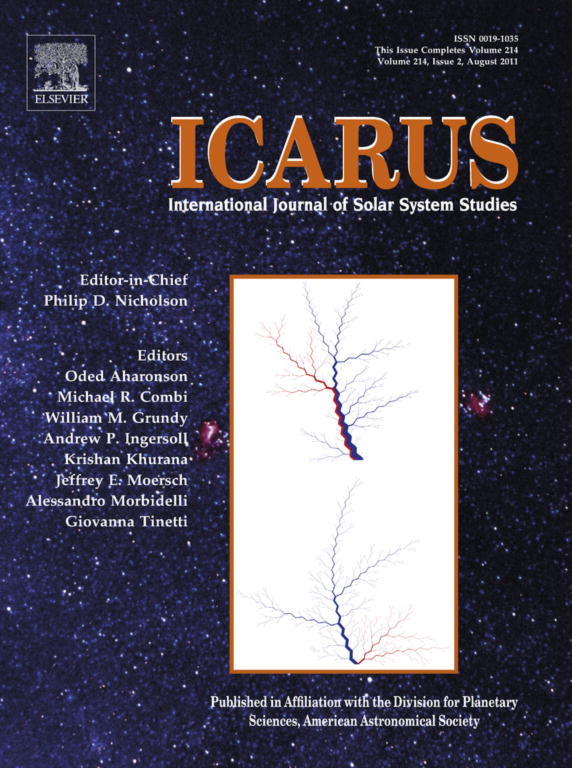 ISSN 0019-1035
This Issue Completes Volume 214
Volume 214, Issue 2, August 2011
ELSEVIER
ICARUS
International Journal of Solar System Studies
Editor-in-Chief
Philip D. Nicholson
Editors
Oded Aharonson
Michael R. Combi
William M. Grundy
Andrew P. Ingersoll
Krishan Khurana
Jeffrey E. Moersch
Alessandro Morbidelli
Giovanna Tinetti
Published in Affiliation with the Division for Planetary
Sciences, American Astronomical Society